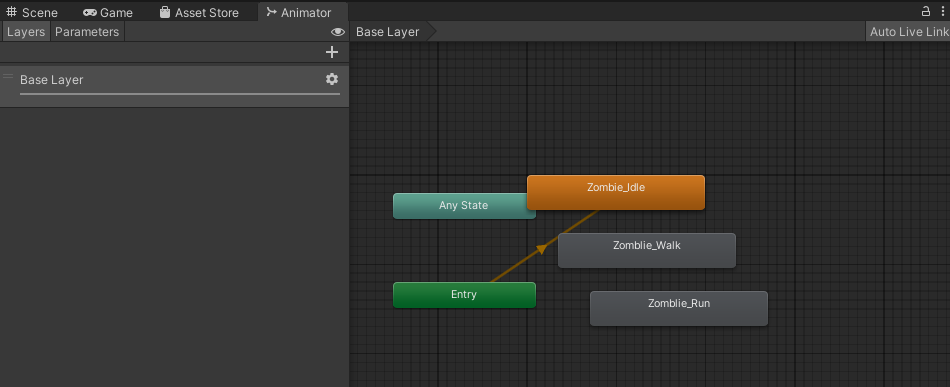 Scene Game Asset Store Animator
Layers Parameters Base Layer Auto Live Link
Base Layer
Zombie_Idle
Any State
Zomblie_Walk
Entry
Zomblie_Run